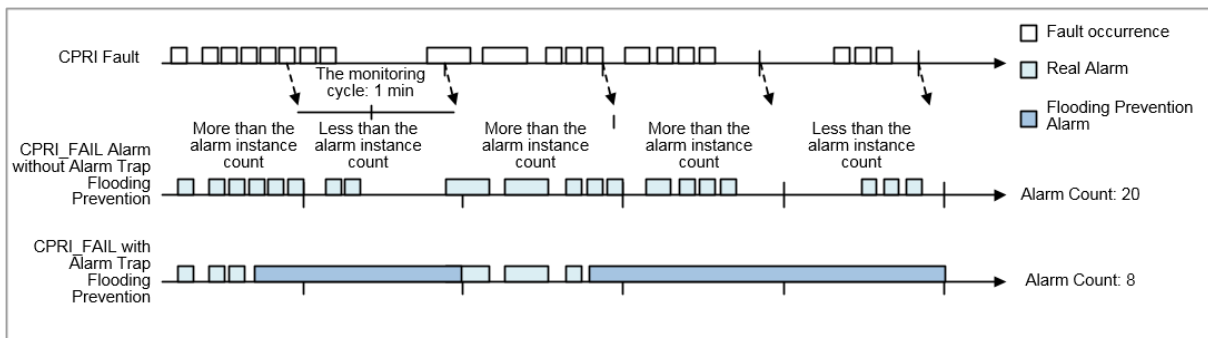 CPRI Fault
The monitoring
cycle: 1 min
Fault occurrence
Real Alarm
Flooding Prevention
Alarm
More than the
alarm instance
count
Less than the
alarm instance
count
More than the
alarm instance
count
More than the
alarm instance
count
Less than the
alarm instance
count
CPRI_FAIL Alarm
without Alarm Trap
Flooding
Prevention
Alarm Count: 20
CPRI_FAIL with
Alarm Trap
Flooding
Prevention
Alarm Count: 8